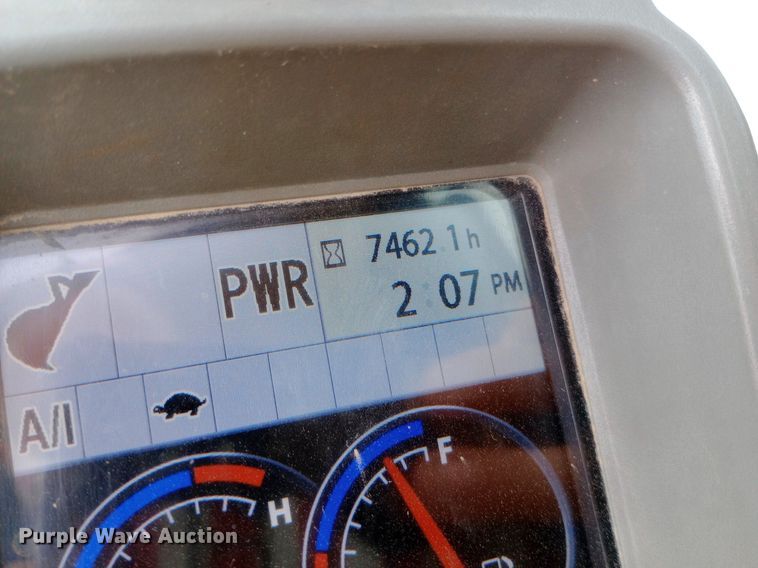 7462.1h
PWR
2:07 PM
A/I
H
F
Purple Wave Auction